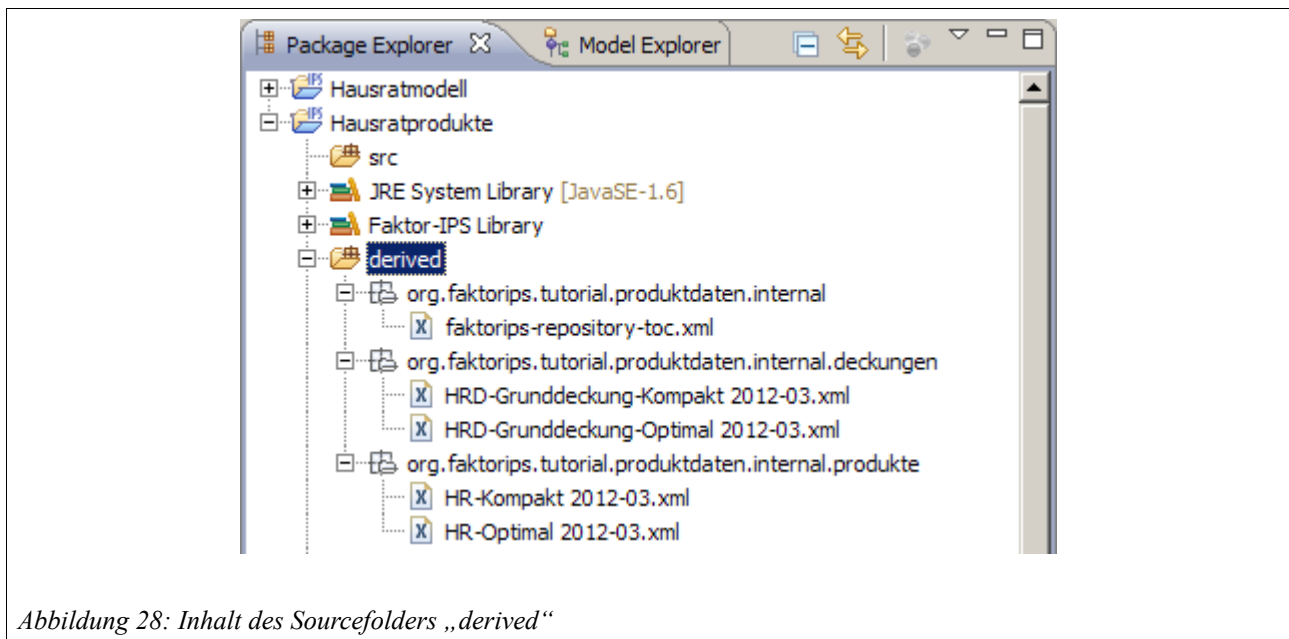 Package Explorer Model Explorer
Hausratmodell
Hausratprodukte
src
JRE System Library [JavaSE-1.6]
Faktor-IPS Library
derived
org.faktorips.tutorial.produktdaten.internal
faktorips-repository-toc.xml
org.faktorips.tutorial.produktdaten.internal.deckungen
HRD-Grunddeckung-Kompakt 2012-03.xml
HRD-Grunddeckung-Optimal 2012-03.xml
org.faktorips.tutorial.produktdaten.internal.produkte
HR-Kompakt 2012-03.xml
HR-Optimal 2012-03.xml
Abbildung 28: Inhalt des Sourcefolders „derived“